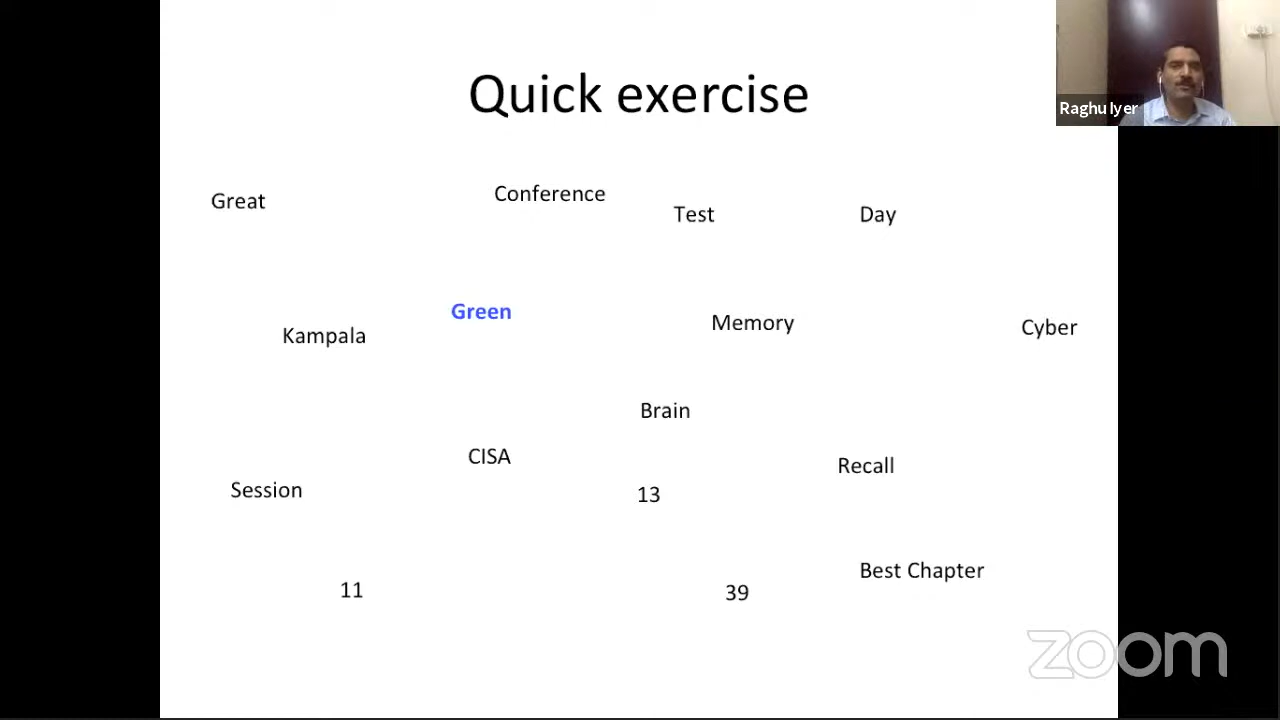 Quick exercise
Raghu Iyer
Great
Conference
Test
Day
Kampala
Green
Memory
Cyber
Brain
CISA
Recall
Session
13
11
39
Best Chapter
zoom